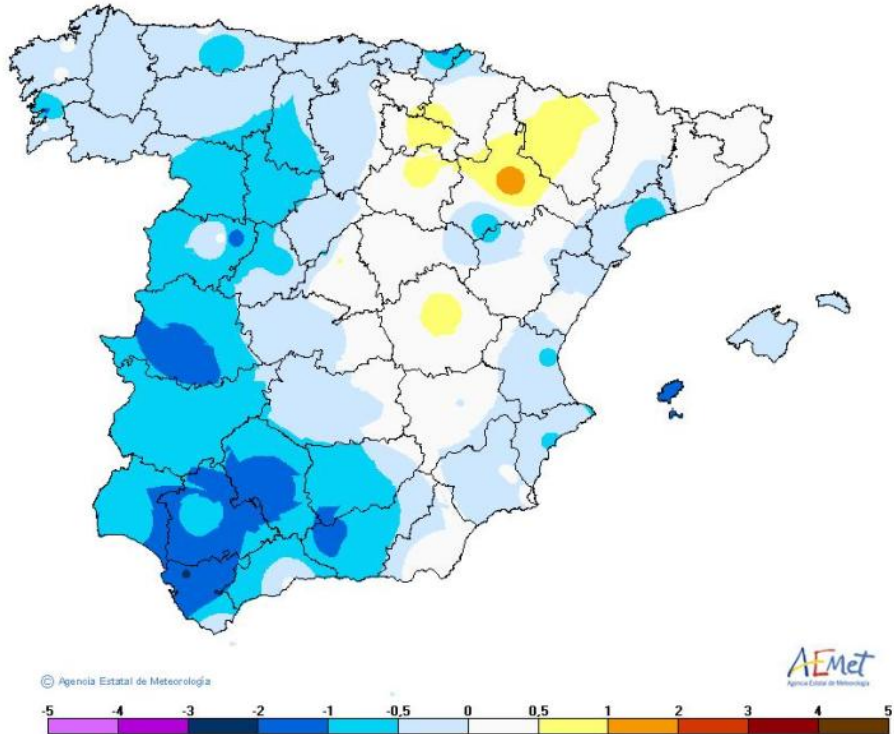 © Agencia Estatal de Meteorología
AEMet
Agencia Estatal de Meteorología
-5 -4 -3 -2 -1 -0,5 0 0,5 1 2 3 4 5